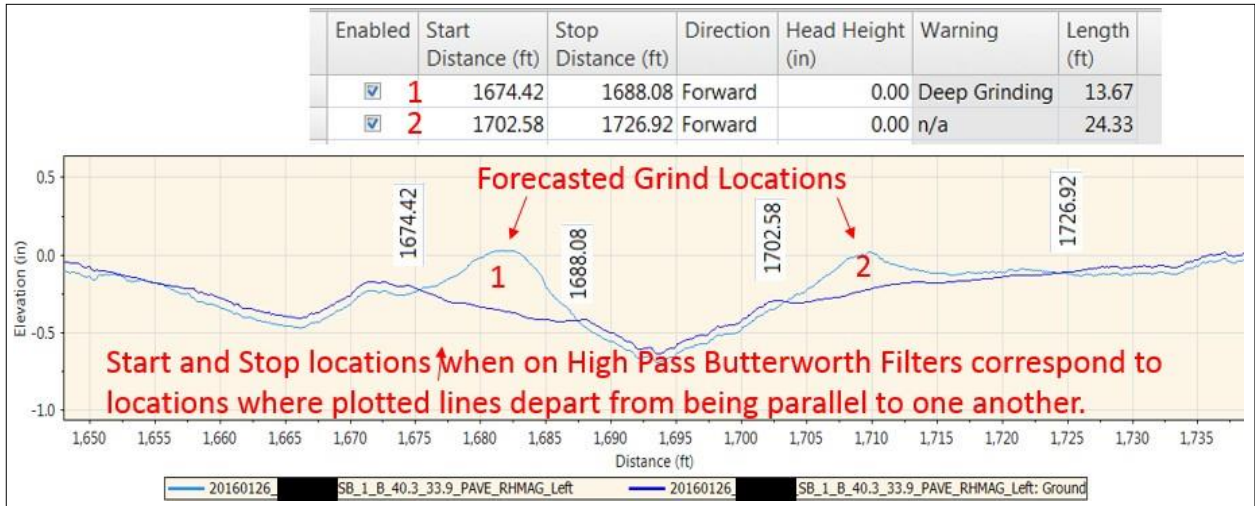 Enabled Start Distance (ft) Stop Distance (ft) Direction Head Height (in) Warning Length (ft)
1 1674.42 1688.08 Forward 0.00 Deep Grinding 13.67
2 1702.58 1726.92 Forward 0.00 n/a 24.33
Forecasted Grind Locations
1674.42
1688.08
1702.58
1726.92
1
2
Start and Stop locations when on High Pass Butterworth Filters correspond to
locations where plotted lines depart from being parallel to one another.
Elevation (in)
0.5
0.0
-0.5
-1.0
1,650 1,655 1,660 1,665 1,670 1,675 1,680 1,685 1,690 1,695 1,700 1,705 1,710 1,715 1,720 1,725 1,730 1,735
Distance (ft)
20160126_ SB_1_B_40.3_33.9_PAVE_RHMAG_Left 20160126_ _SB_1_B_40.3_33.9_PAVE_RHMAG_Left: Ground